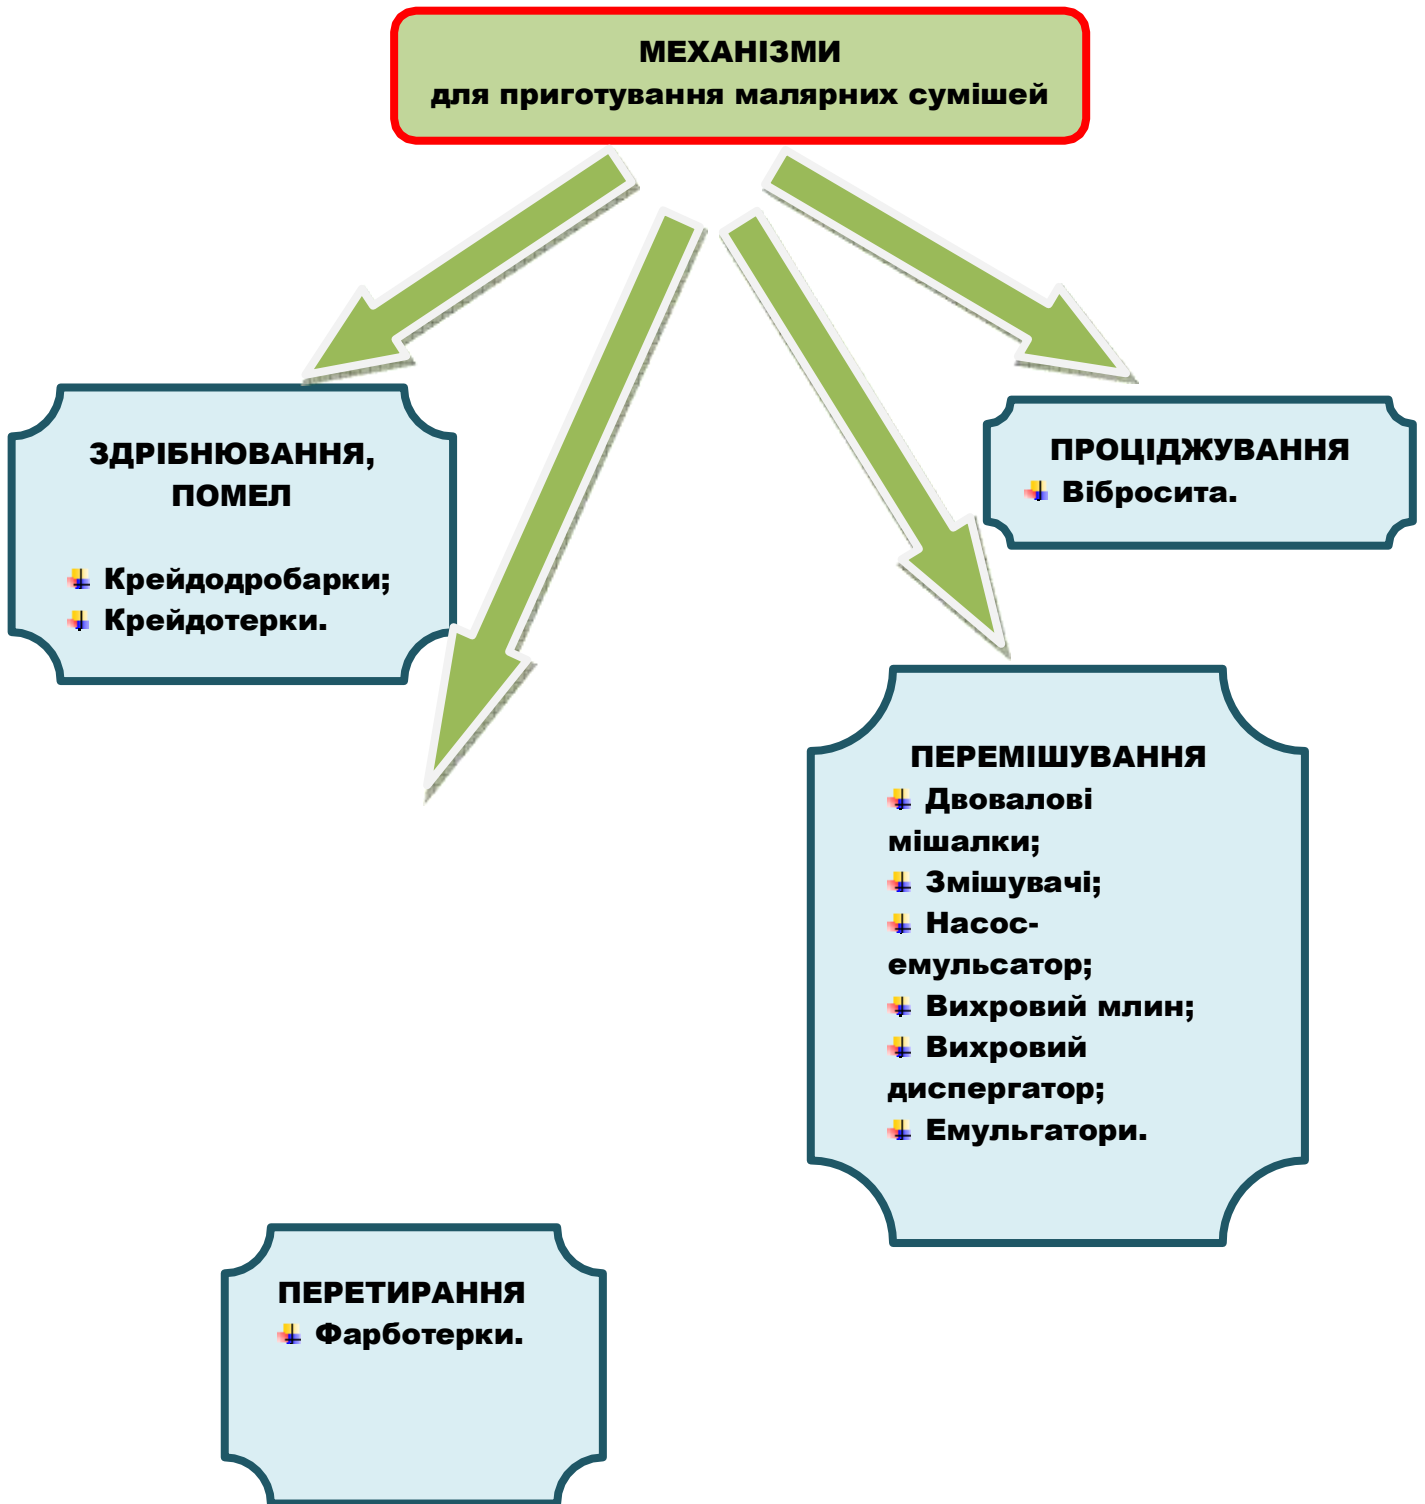 МЕХАНІЗМИ
для приготування малярних сумішей
ЗДРІБНЮВАННЯ,
ПОМЕЛ
Крейдодробарки;
Крейдотерки.
ПРОЦІДЖУВАННЯ
Вібросита.
ПЕРЕМІШУВАННЯ
Двовалові
мішалки;
Змішувачі;
Насос-
емульсатор;
Вихровий млин;
Вихровий
диспергатор;
Емульгатори.
ПЕРЕТИРАННЯ
Фарботерки.